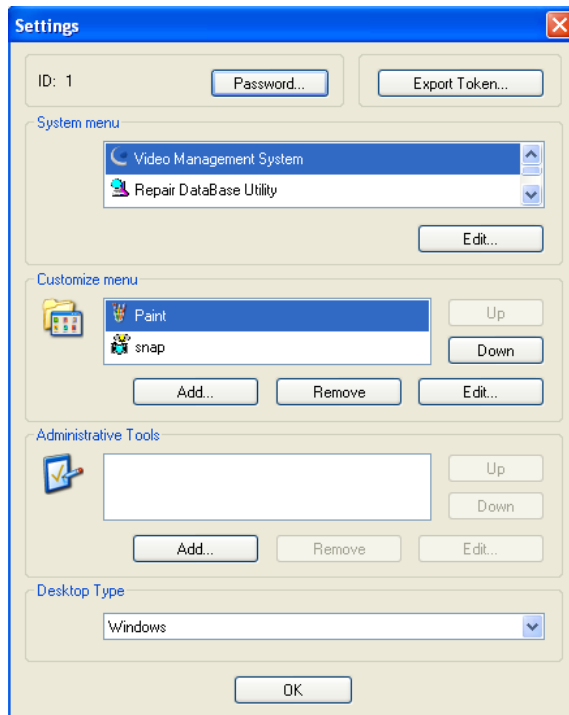 Settings
ID: 1
Password...
Export Token...
System menu
Video Management System
Repair DataBase Utility
Edit...
Customize menu
Paint
snap
Up
Down
Add...
Remove
Edit...
Administrative Tools
Up
Down
Add...
Remove
Edit...
Desktop Type
Windows
OK